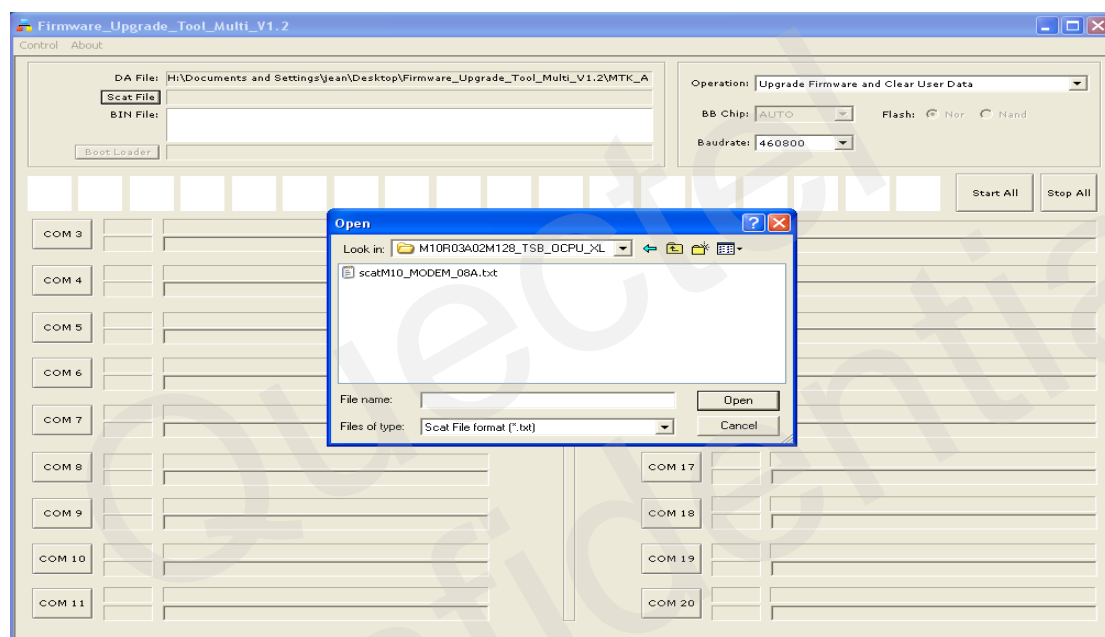 Firmware_Upgrade_Tool_Multi_V1.2
Control About
DA File: H:\Documents and Settings\jean\Desktop\Firmware_Upgrade_Tool_Multi_V1.2\MTK_A
Scat File
BIN File:
Boot Loader
Operation: Upgrade Firmware and Clear User Data
BB Chip: AUTO Flash: Nor Nand
Baudrate: 460800
Start All Stop All
COM 3
COM 4
COM 5
COM 6
COM 7
COM 8
COM 9
COM 10
COM 11
Open
Look in: M10R03A02M128_TSB_OCPU_XL
scatM10_MODEM_08A.txt
File name: Open
Files of type: Scat File format (*.txt) Cancel
COM 17
COM 18
COM 19
COM 20
Quectel
Confidential